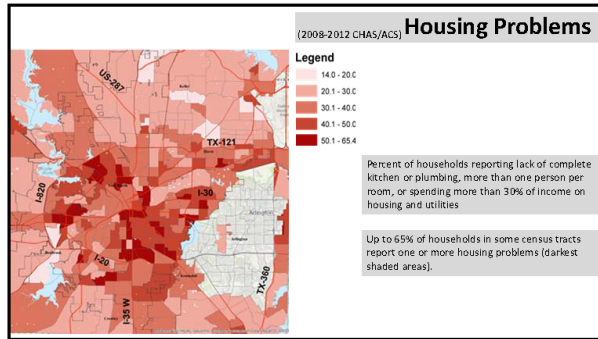 (2008-2012 CHAS/ACS) Housing Problems
Legend
14.0 - 20.0
20.1 - 30.0
30.1 - 40.0
40.1 - 50.0
50.1 - 65.4
US-287
Keller
TX-121
I-820
I-30
Arlington
I-20
TX-360
I-35 W
Percent of households reporting lack of complete
kitchen or plumbing, more than one person per
room, or spending more than 30% of income on
housing and utilities
Up to 65% of households in some census tracts
report one or more housing problems (darkest
shaded areas).